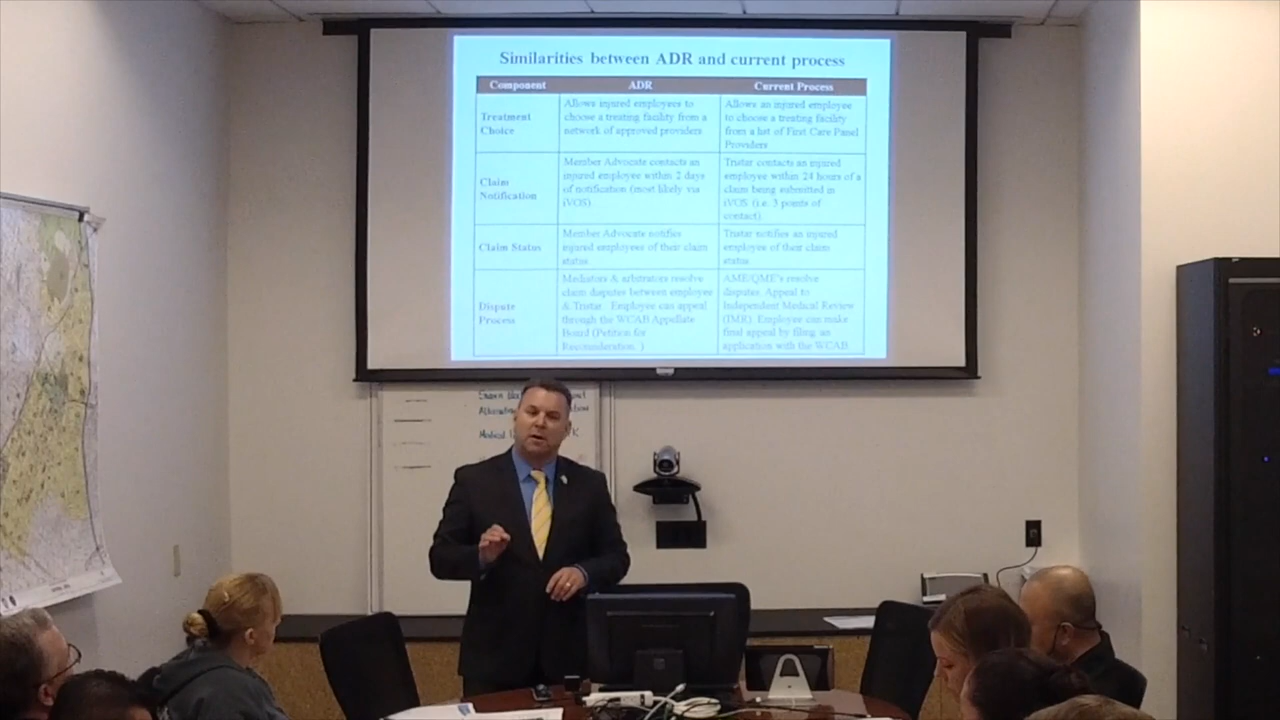 Similarities between ADR and current process
Component ADR Current Process
Treatment
Choice
Allows injured employees to
choose a treating facility from a
network of approved providers
Allows an injured employee
to choose a treating facility
from a list of First Care Panel
Providers
Claim
Notification
Member Advocate contacts an
injured employee within 2 days
of notification (most likely via
iVOS)
Tristar contacts an injured
employee within 24 hours of a
claim being submitted in
iVOS (i.e. 3 points of
contact)
Claim Status
Member Advocate notifies
injured employees of their claim
status
Tristar notifies an injured
employee of their claim
status
Dispute
Process
Mediators & arbitrators resolve
claim disputes between employee
& Tristar. Employee can appeal
through the WCAB Appellate
Board (Petition for
Reconsideration. )
AME/QME's resolve
disputes. Appeal to
Independent Medical Review
(IMR). Employee can make
final appeal by filing an
application with the WCAB
Medical